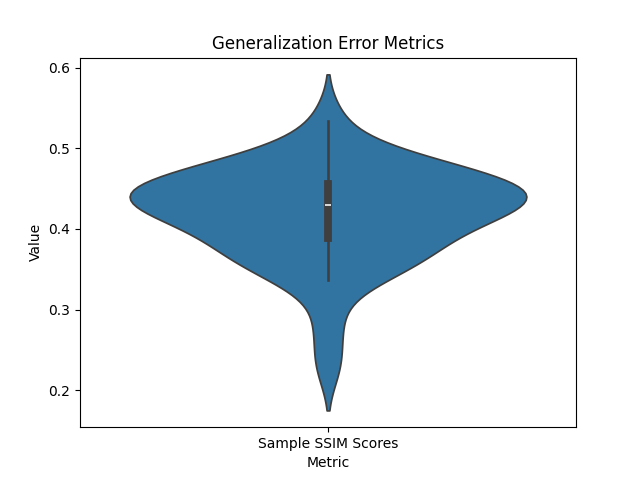 Generalization Error Metrics
0.6
0.5
0.4
0.3
0.2
Value
Sample SSIM Scores
Metric